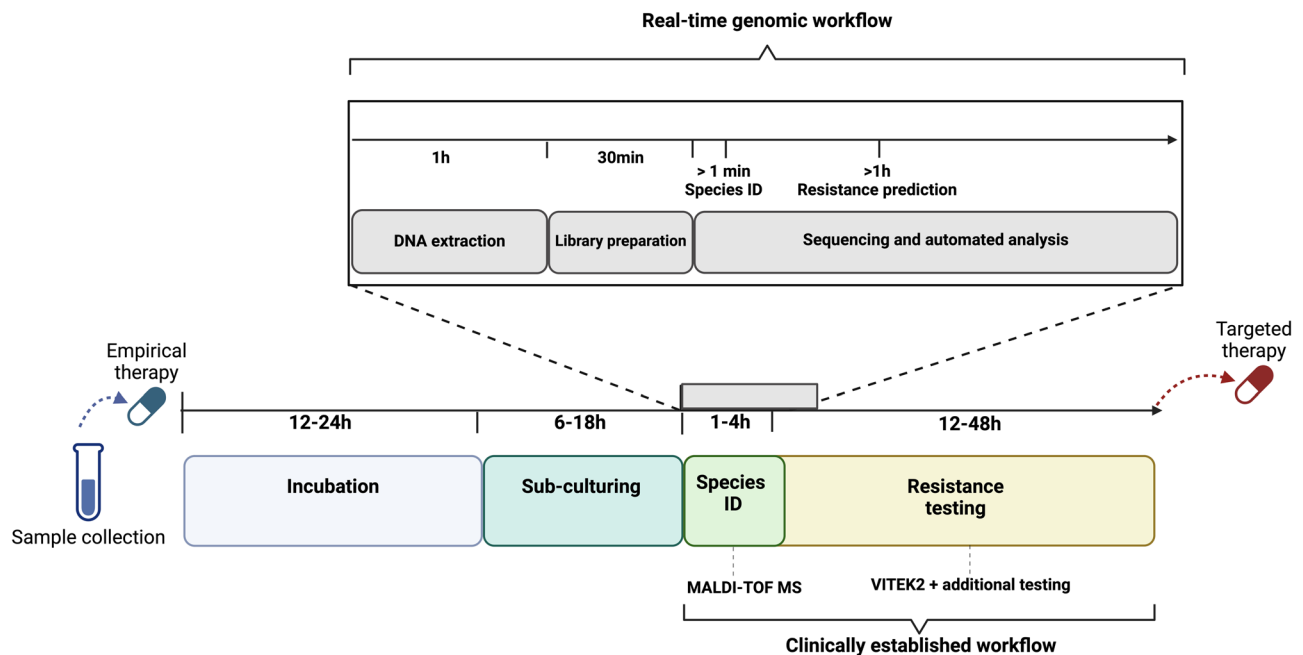 Real-time genomic workflow
1h
30min
> 1 min
Species ID
>1h
Resistance prediction
DNA extraction
Library preparation
Sequencing and automated analysis
Empirical
therapy
Targeted
therapy
12-24h
6-18h
1-4h
12-48h
Sample collection
Incubation
Sub-culturing
Species
ID
Resistance
testing
MALDI-TOF MS
VITEK2 + additional testing
Clinically established workflow